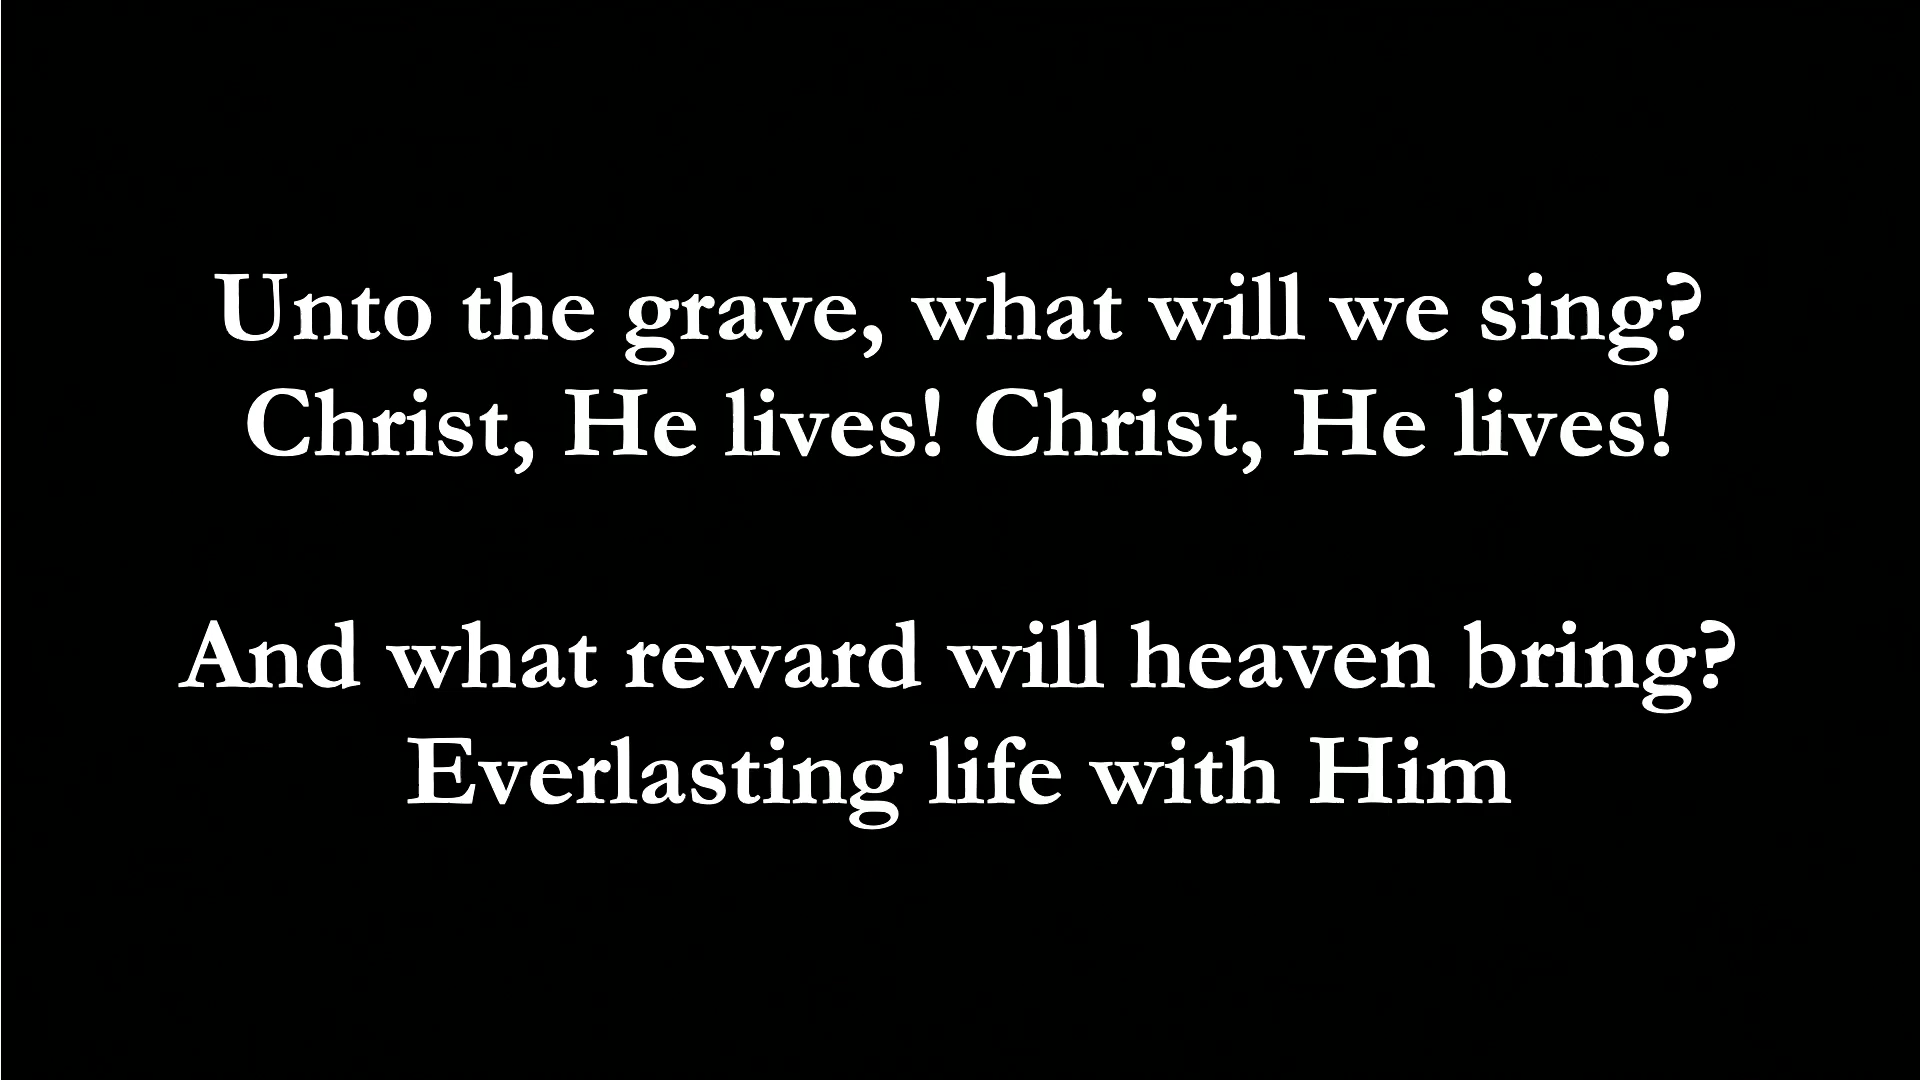 Unto the grave, what will we sing?
Christ, He lives! Christ, He lives!
And what reward will heaven bring?
Everlasting life with Him